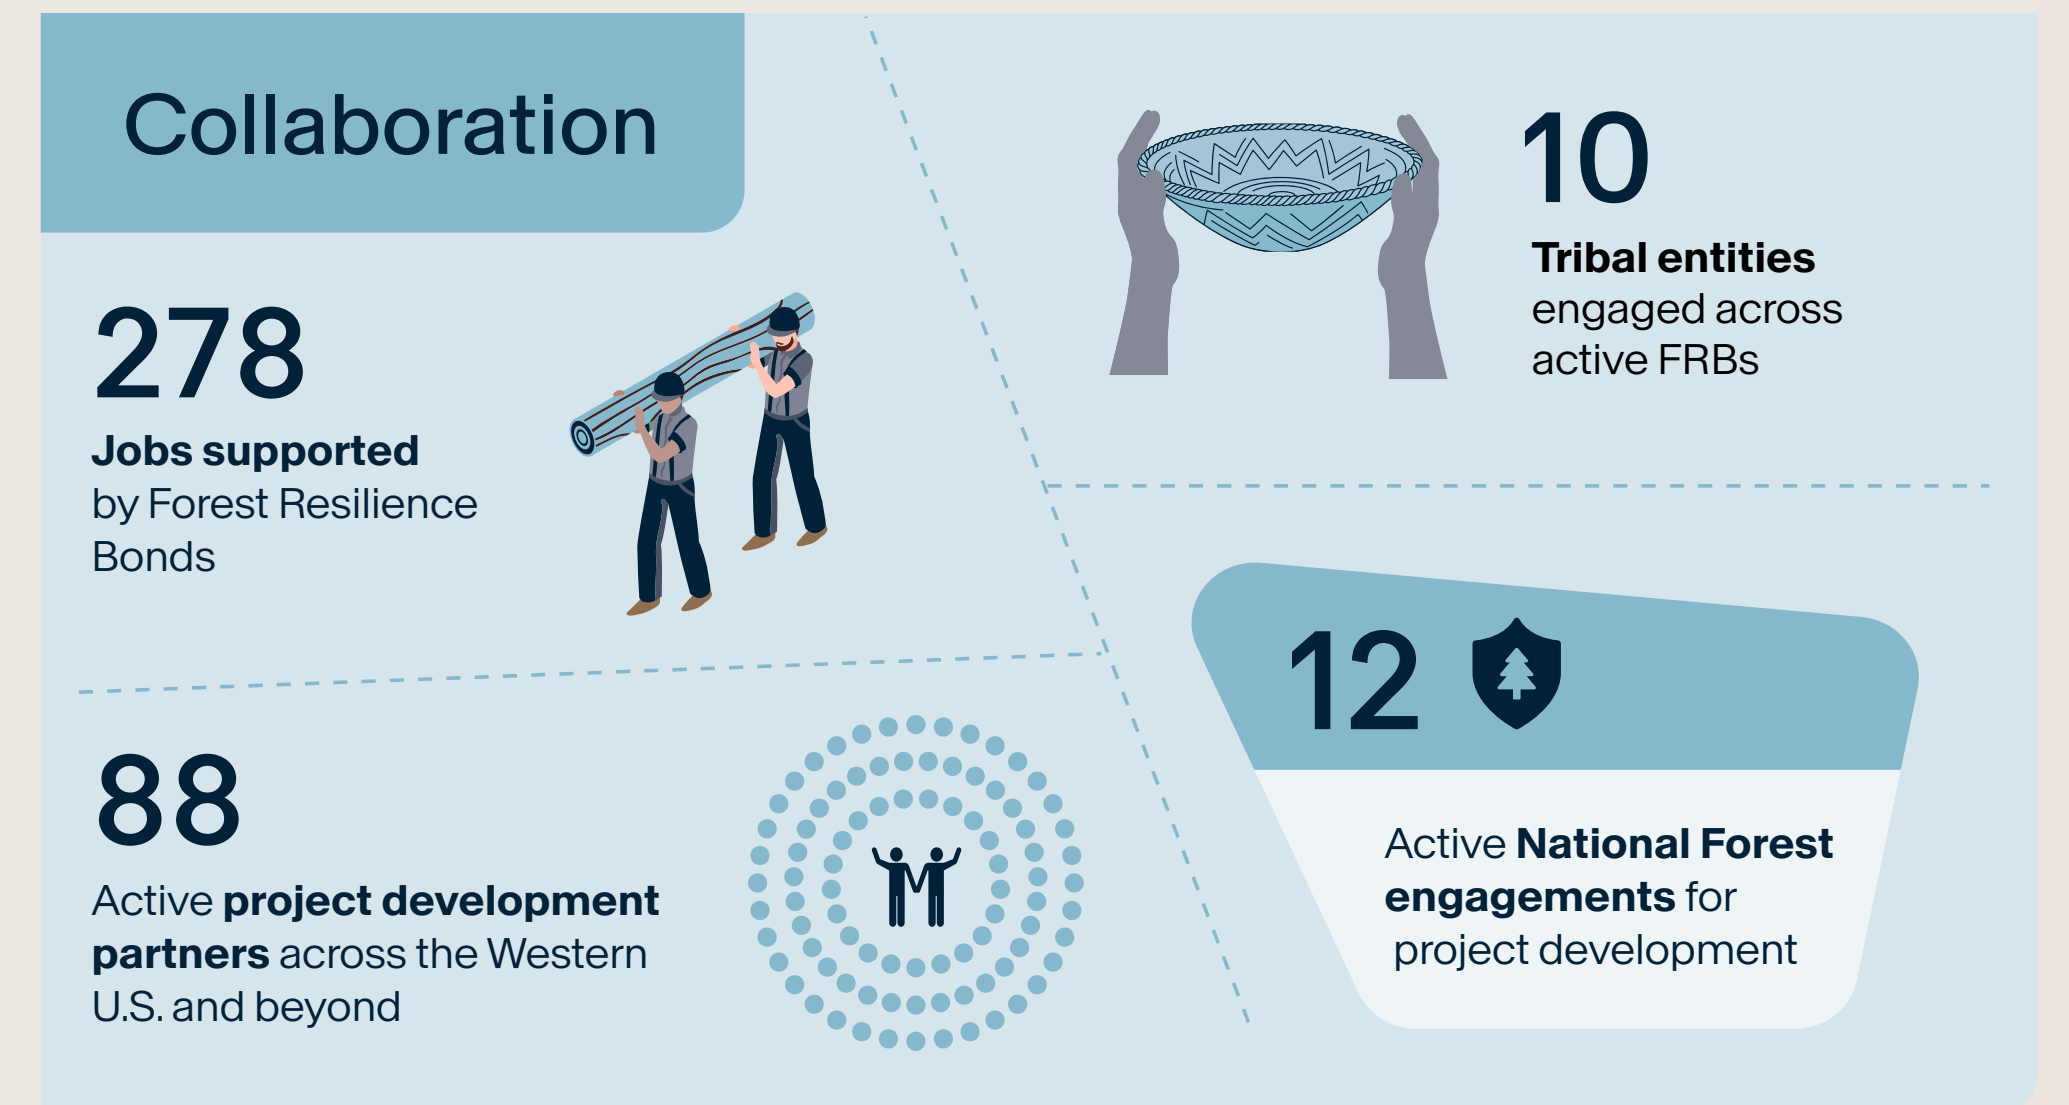 Collaboration
278
Jobs supported
by Forest Resilience
Bonds
88
Active project development
partners across the Western
U.S. and beyond
10
Tribal entities
engaged across
active FRBs
12
Active National Forest
engagements for
project development